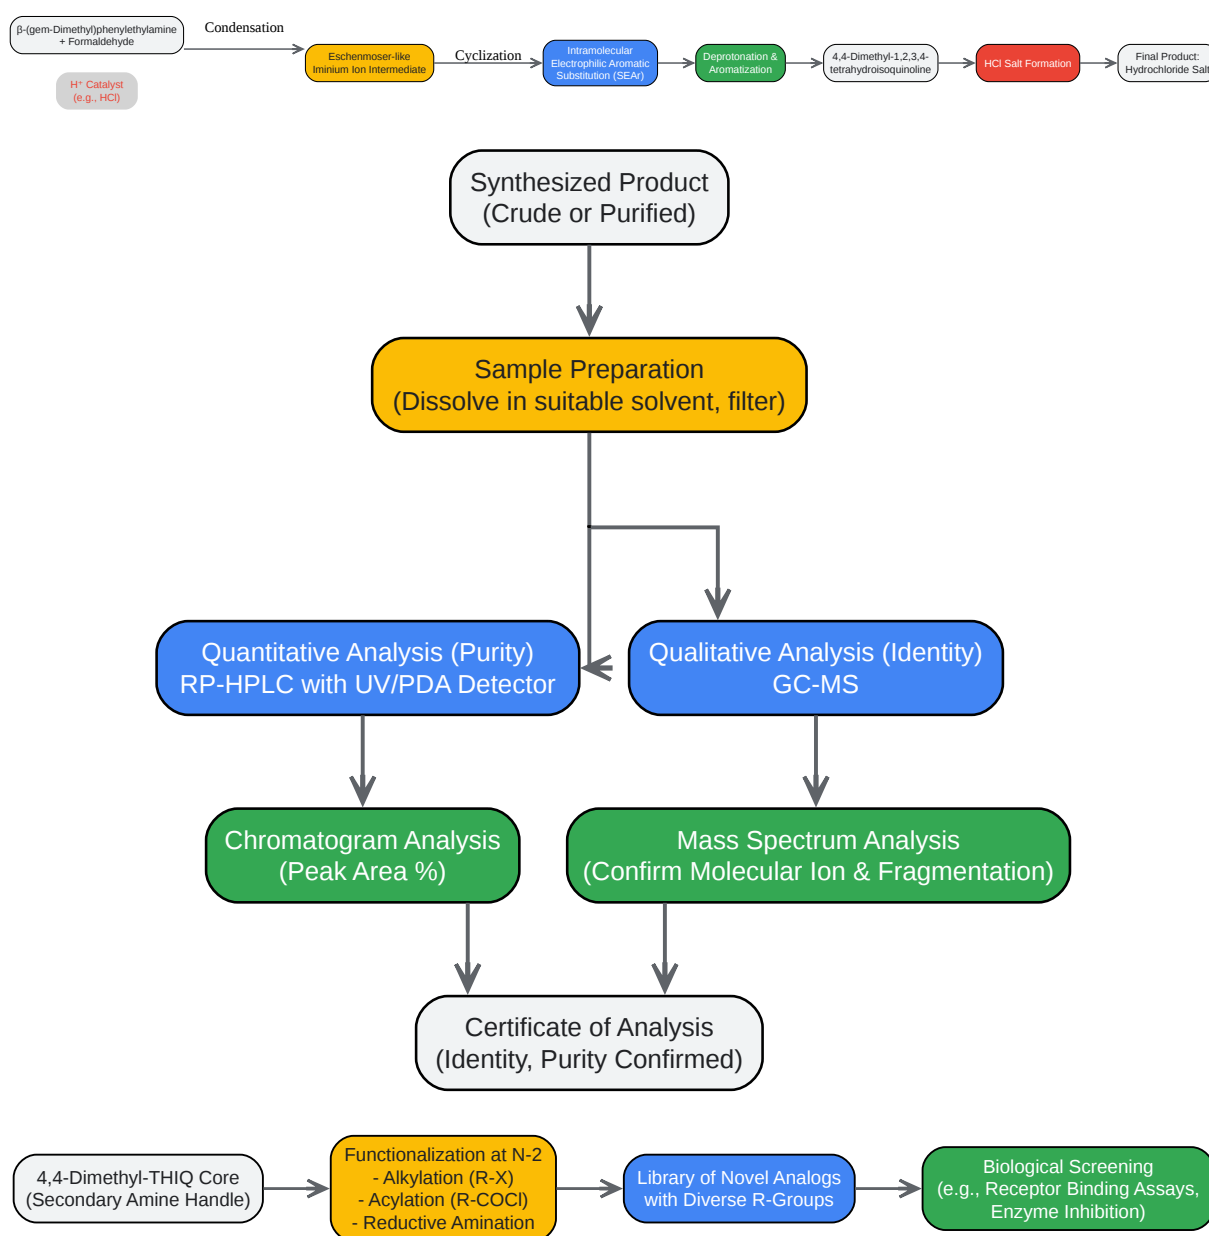 β-(gem-Dimethyl)phenylethylamine
+ Formaldehyde
Condensation
H⁺ Catalyst
(e.g., HCl)
Eschenmoser-like
Iminium Ion Intermediate
Cyclization
Intramolecular
Electrophilic Aromatic
Substitution (SEAr)
Deprotonation &
Aromatization
4,4-Dimethyl-1,2,3,4-
tetrahydroisoquinoline
HCl Salt Formation
Final Product:
Hydrochloride Salt
Synthesized Product
(Crude or Purified)
Sample Preparation
(Dissolve in suitable solvent, filter)
Quantitative Analysis (Purity)
RP-HPLC with UV/PDA Detector
Qualitative Analysis (Identity)
GC-MS
Chromatogram Analysis
(Peak Area %)
Mass Spectrum Analysis
(Confirm Molecular Ion & Fragmentation)
Certificate of Analysis
(Identity, Purity Confirmed)
4,4-Dimethyl-THIQ Core
(Secondary Amine Handle)
Functionalization at N-2
- Alkylation (R-X)
- Acylation (R-COCl)
- Reductive Amination
Library of Novel Analogs
with Diverse R-Groups
Biological Screening
(e.g., Receptor Binding Assays,
Enzyme Inhibition)